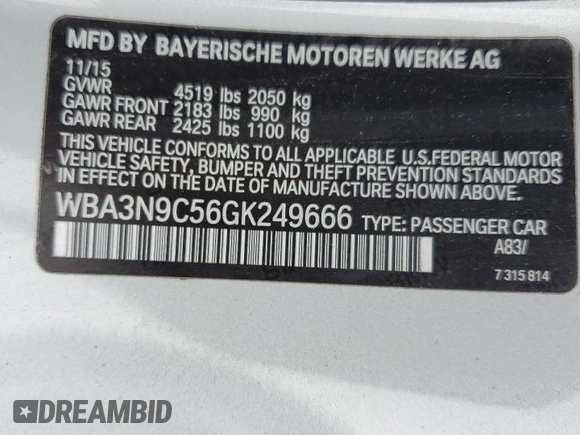 MFD BY BAYERISCHE MOTOREN WERKE AG
11/15
GVWR 4519 lbs 2050 kg
GAWR FRONT 2183 lbs 990 kg
GAWR REAR 2425 lbs 1100 kg
THIS VEHICLE CONFORMS TO ALL APPLICABLE U.S.FEDERAL MOTOR
VEHICLE SAFETY, BUMPER, AND THEFT PREVENTION STANDARDS
IN EFFECT ON THE DATE OF MANUFACTURE SHOWN ABOVE.
WBA3N9C56GK249666 TYPE: PASSENGER CAR
A83/
7 315 814
DREAMBID